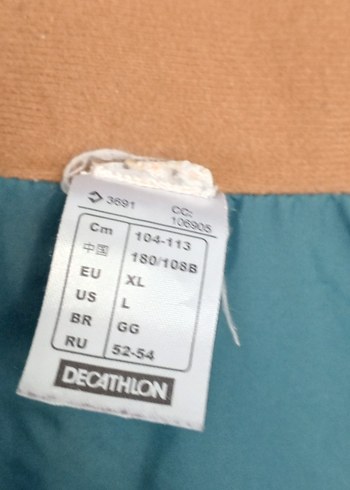 3691 CC: 106905
Cm 104-113
中国 180/108B
EU XL
US L
BR GG
RU 52-54
DECATHLON